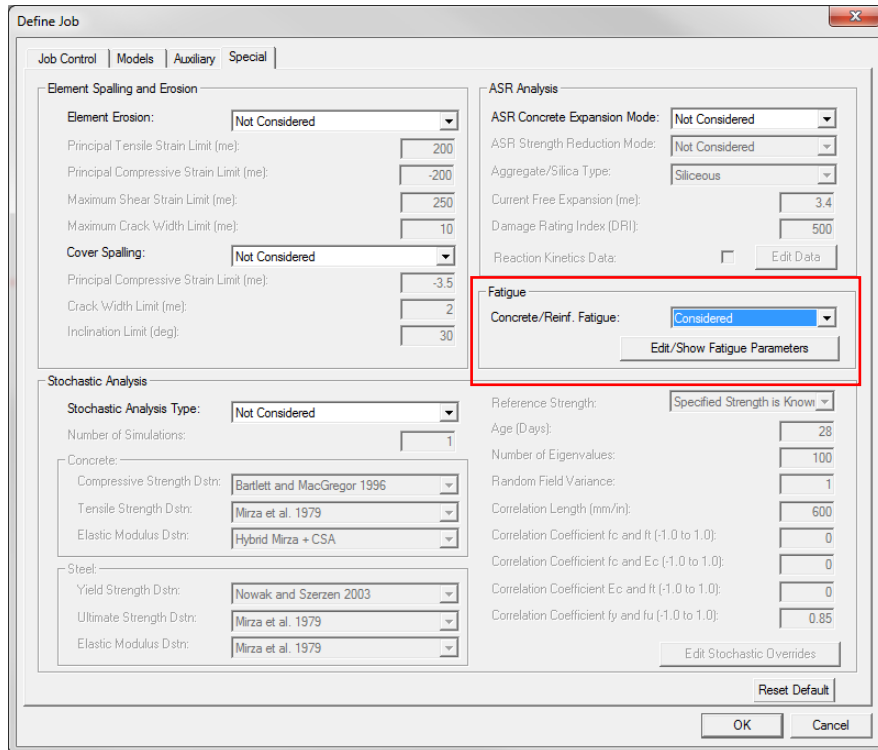 Define Job
Job Control Models Auxiliary Special
Element Spalling and Erosion
Element Erosion: Not Considered
Principal Tensile Strain Limit (me): 200
Principal Compressive Strain Limit (me): -200
Maximum Shear Strain Limit (me): 250
Maximum Crack Width Limit (me): 10
Cover Spalling: Not Considered
Principal Compressive Strain Limit (me): -3.5
Crack Width Limit (me): 2
Inclination Limit (deg): 30
ASR Analysis
ASR Concrete Expansion Mode: Not Considered
ASR Strength Reduction Mode: Not Considered
Aggregate/Silica Type: Siliceous
Current Free Expansion (me): 3.4
Damage Rating Index (DRI): 500
Reaction Kinetics Data: Edit Data
Fatigue
Concrete/Reinf. Fatigue: Considered
Edit/Show Fatigue Parameters
Stochastic Analysis
Stochastic Analysis Type: Not Considered
Number of Simulations: 1
Concrete:
Compressive Strength Dstn: Bartlett and MacGregor 1996
Tensile Strength Dstn: Mirza et al. 1979
Elastic Modulus Dstn: Hybrid Mirza + CSA
Steel:
Yield Strength Dstn: Nowak and Szerzen 2003
Ultimate Strength Dstn: Mirza et al. 1979
Elastic Modulus Dstn: Mirza et al. 1979
Reference Strength: Specified Strength is
Age (Days): 28
Number of Eigenvalues: 100
Random Field Variance: 1
Correlation Length (mm/in): 600
Correlation Coefficient fc and ft (-1.0 to 1.0): 0
Correlation Coefficient fc and Ec (-1.0 to 1.0): 0
Correlation Coefficient Ec and ft (-1.0 to 1.0): 0
Correlation Coefficient fy and fu (-1.0 to 1.0): 0.85
Edit Stochastic Overrides
Reset Default
OK Cancel